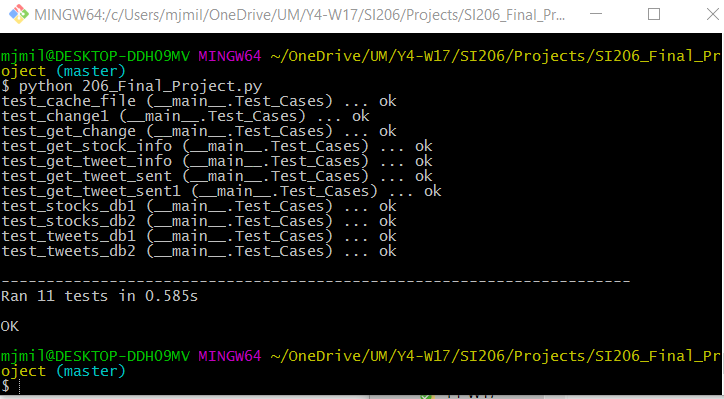 MINGW64:/c/Users/mjmil/OneDrive/UM/Y4-W17/SI206/Projects/SI206_Final_Pr...
mjmil@DESKTOP-DDH09MV MINGW64 ~/OneDrive/UM/Y4-W17/SI206/Projects/SI206_Final_Pr
oject (master)
$ python 206_Final_Project.py
test_cache_file (__main__.Test_Cases) ... ok
test_change1 (__main__.Test_Cases) ... ok
test_get_change (__main__.Test_Cases) ... ok
test_get_stock_info (__main__.Test_Cases) ... ok
test_get_tweet_info (__main__.Test_Cases) ... ok
test_get_tweet_sent (__main__.Test_Cases) ... ok
test_get_tweet_sent1 (__main__.Test_Cases) ... ok
test_stocks_db1 (__main__.Test_Cases) ... ok
test_stocks_db2 (__main__.Test_Cases) ... ok
test_tweets_db1 (__main__.Test_Cases) ... ok
test_tweets_db2 (__main__.Test_Cases) ... ok
----------------------------------------------------------------------
Ran 11 tests in 0.585s
OK
mjmil@DESKTOP-DDH09MV MINGW64 ~/OneDrive/UM/Y4-W17/SI206/Projects/SI206_Final_Pr
oject (master)
$